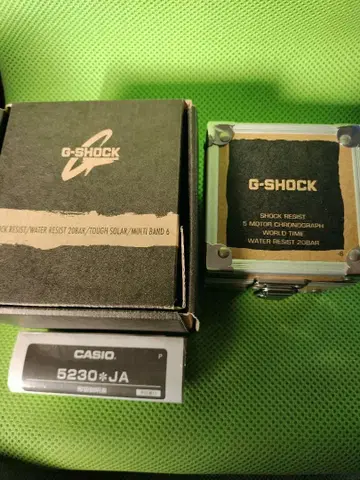 G-SHOCK
CK RESIST/WATER RESIST 20BAR/TOUGH SOLAR/MULTI BAND 6
G-SHOCK
SHOCK RESIST
5 MOTOR CHRONOGRAPH
WORLD TIME
WATER RESIST 20BAR
CASIO
P
5230*JA